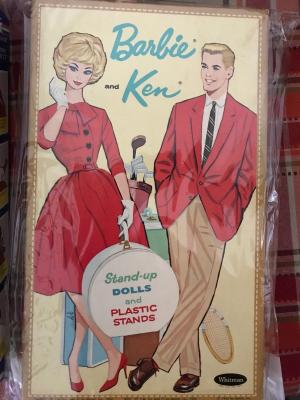 Barbie
and
Ken
Stand-up
DOLLS
and
PLASTIC
STANDS
Whitman